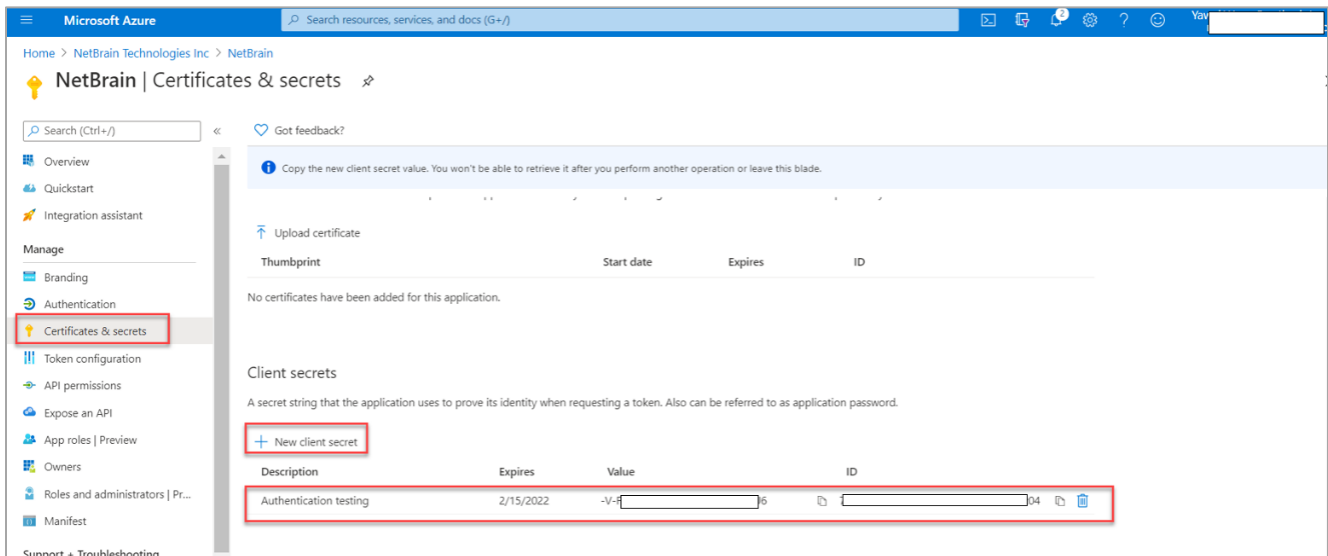 Microsoft Azure
Search resources, services, and docs (G+/)
2
Yav
Home > NetBrain Technologies Inc > NetBrain
NetBrain | Certificates & secrets
Search (Ctrl+/)
«
Got feedback?
Overview
Copy the new client secret value. You won't be able to retrieve it after you perform another operation or leave this blade.
Quickstart
Integration assistant
Upload certificate
Manage
Thumbprint Start date Expires ID
Branding
No certificates have been added for this application.
Authentication
Certificates & secrets
Token configuration
Client secrets
API permissions
A secret string that the application uses to prove its identity when requesting a token. Also can be referred to as application password.
Expose an API
App roles | Preview
+ New client secret
Owners
Description Expires Value ID
Roles and administrators | Pr...
Authentication testing 2/15/2022 -V- 04
Manifest
Support + Troubleshooting